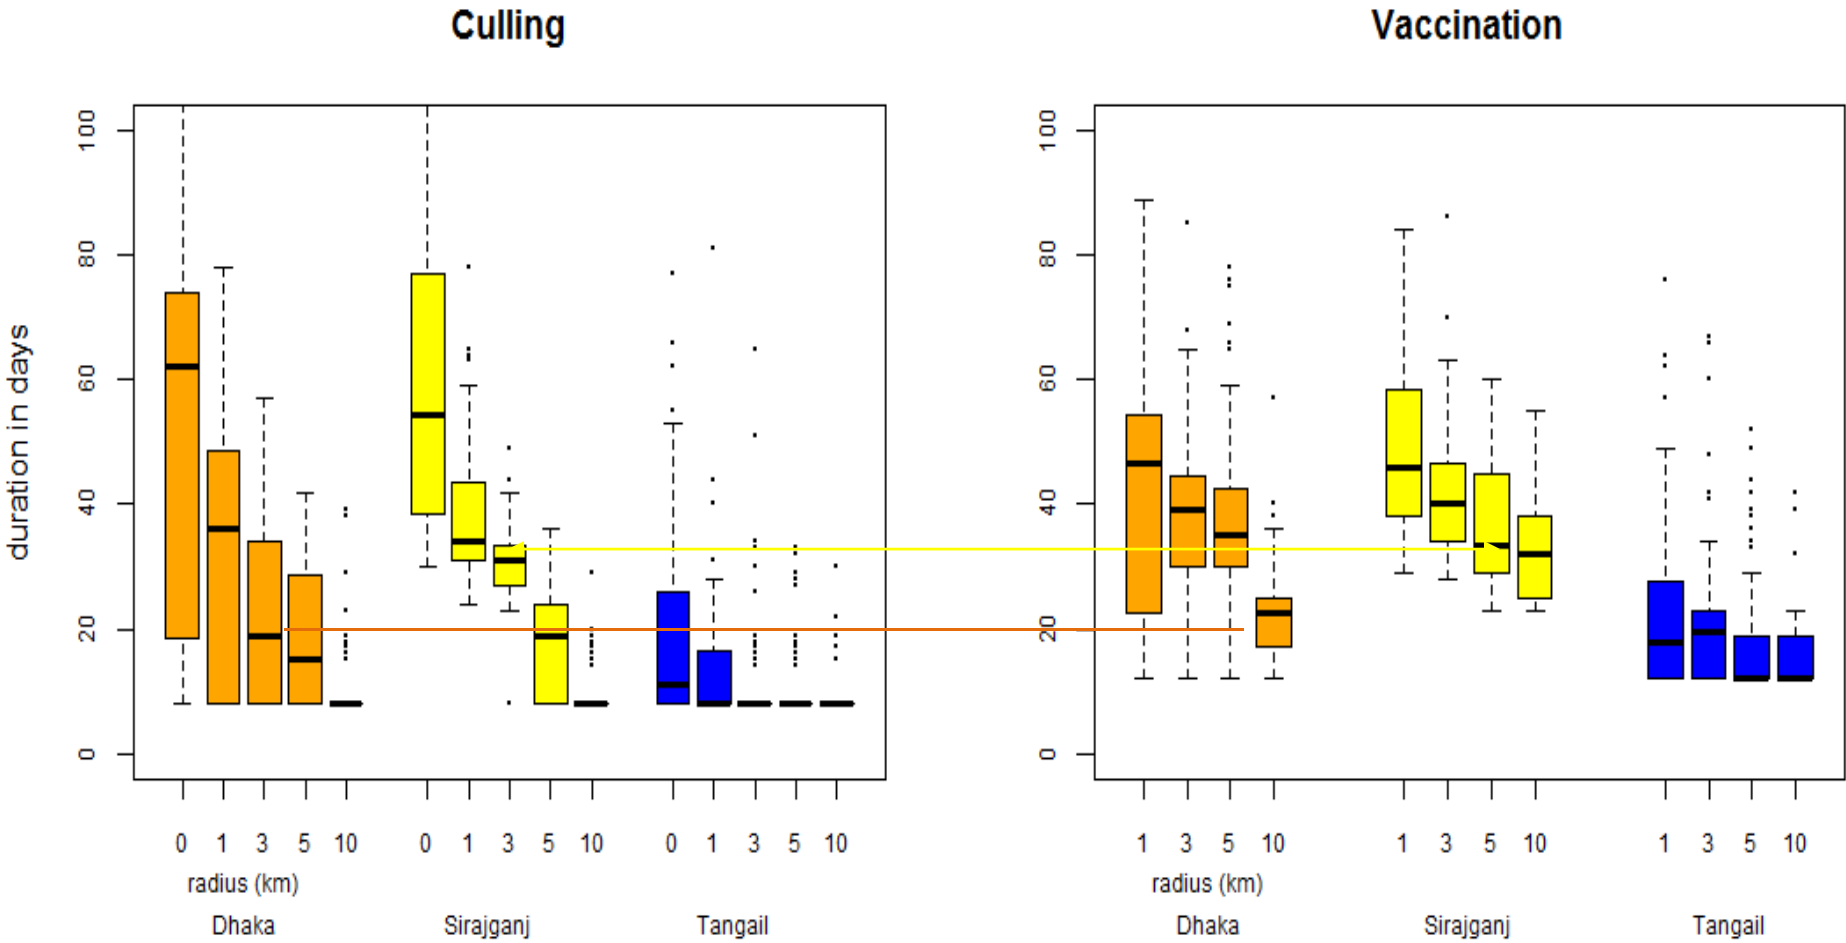 Culling
Vaccination
duration in days
100
80
60
40
20
0
0 1 3 5 10 0 1 3 5 10 0 1 3 5 10
radius (km)
Dhaka Sirajganj Tangail
100
80
60
40
20
0
1 3 5 10 1 3 5 10 1 3 5 10
radius (km)
Dhaka Sirajganj Tangail